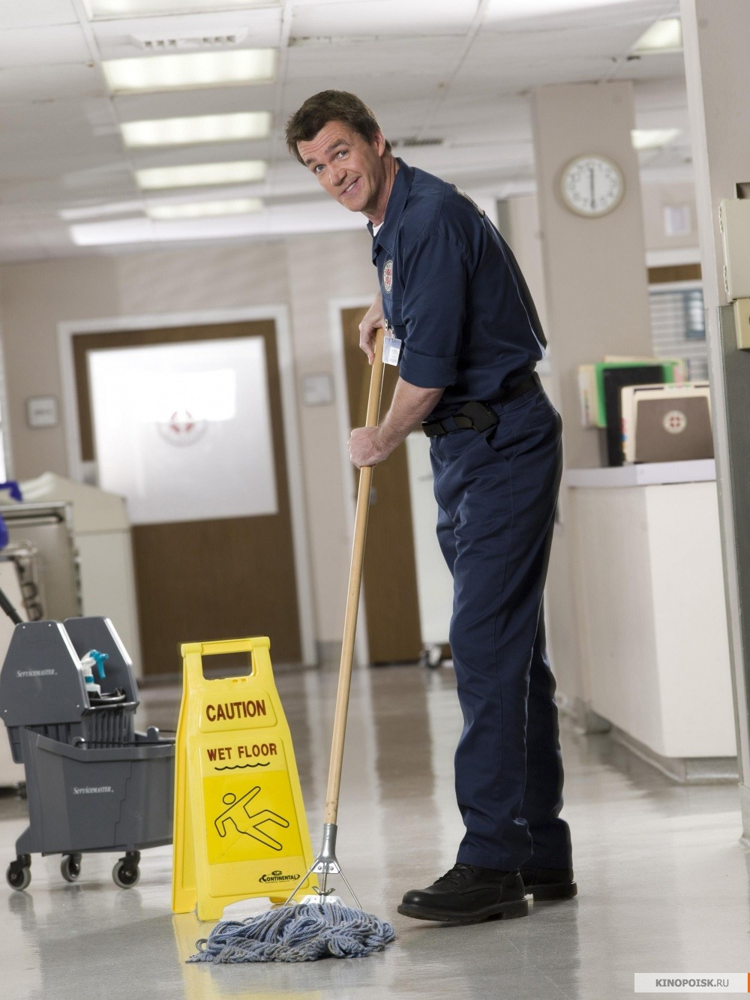 ServiceMaster.
ServiceMaster.
CAUTION
WET FLOOR
CONTINENTAL
KINOPOISK.RU